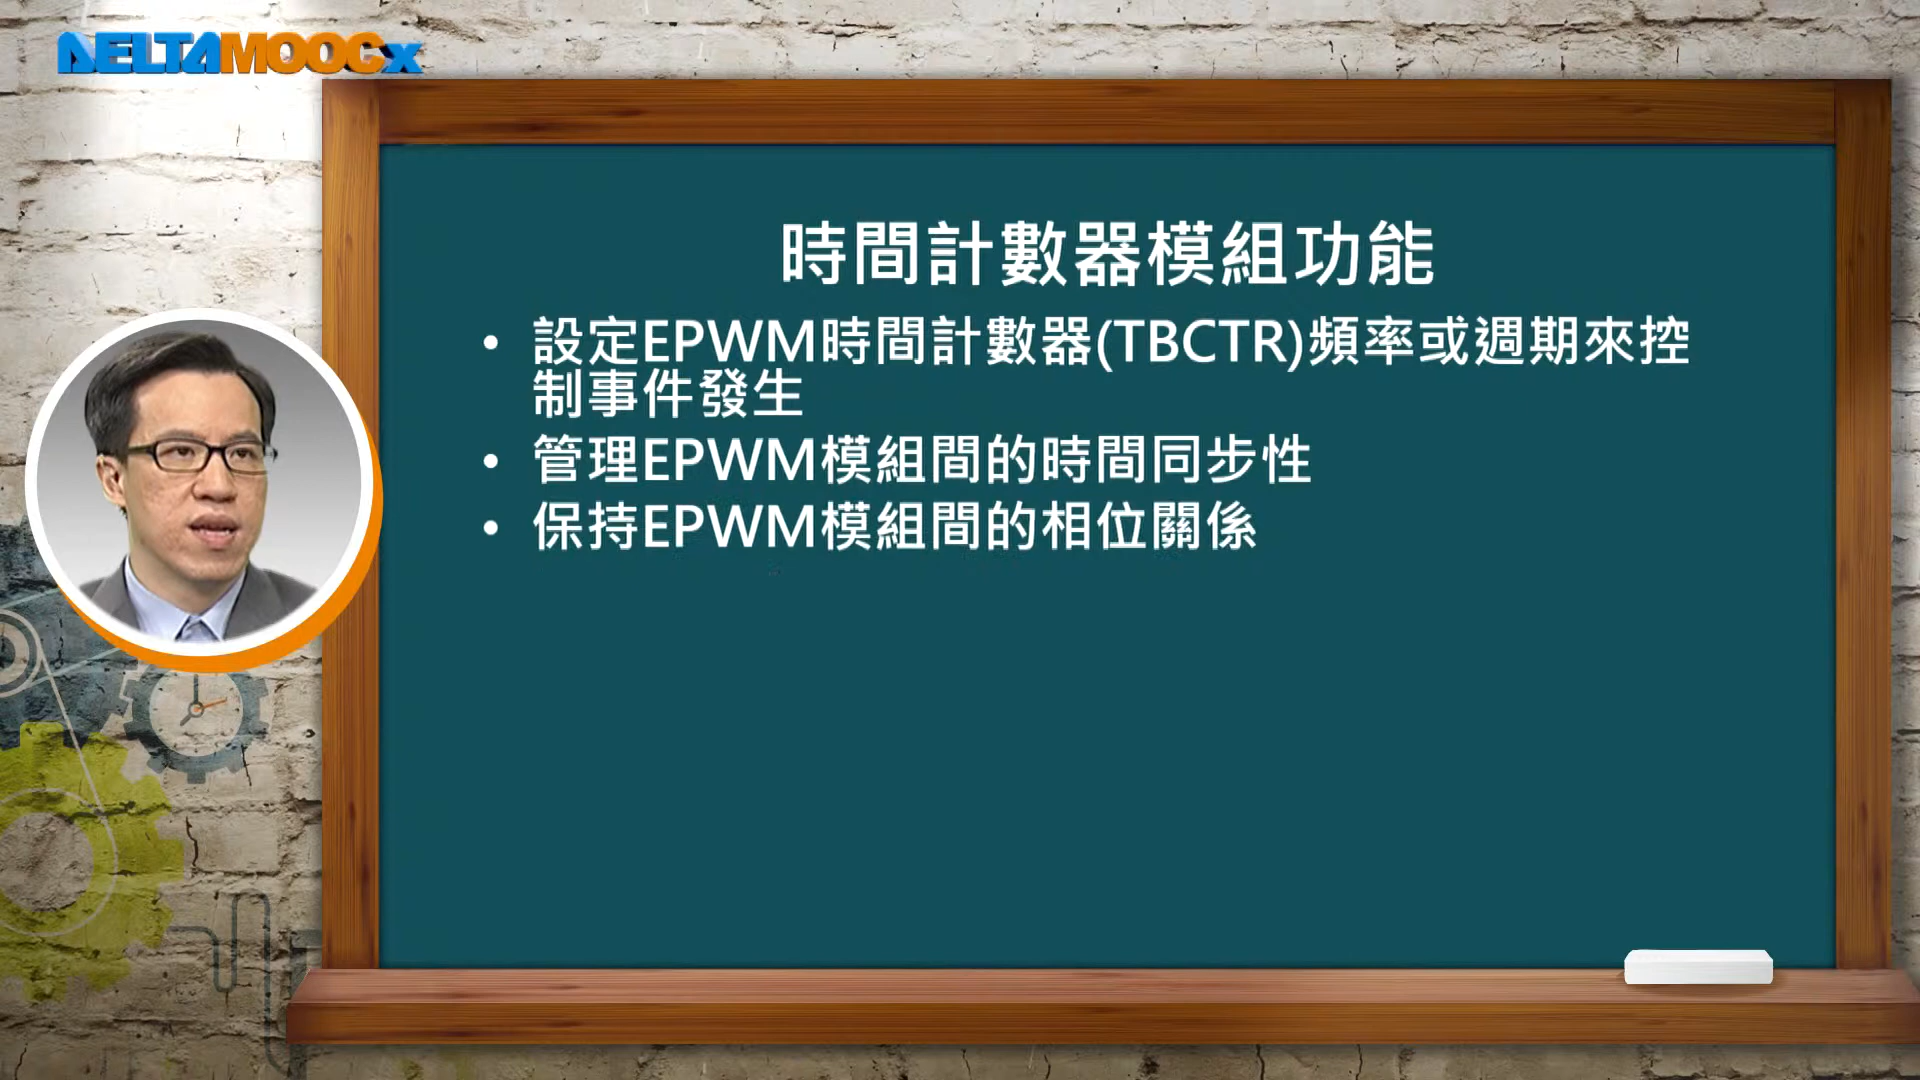 DELTAMOOCx
時間計數器模組功能
• 設定EPWM時間計數器(TBCTR)頻率或週期來控
制事件發生
• 管理EPWM模組間的時間同步性
• 保持EPWM模組間的相位關係